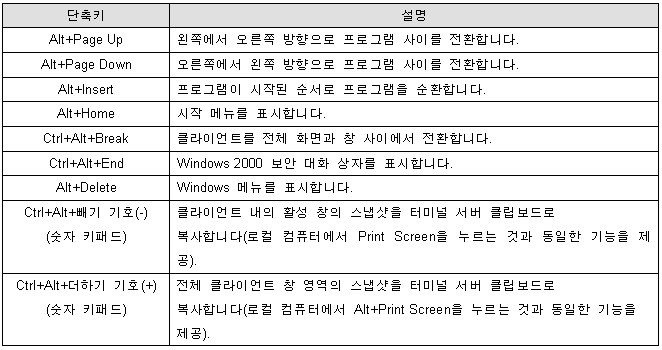 단축키 설명
Alt+Page Up 왼쪽에서 오른쪽 방향으로 프로그램 사이를 전환합니다.
Alt+Page Down 오른쪽에서 왼쪽 방향으로 프로그램 사이를 전환합니다.
Alt+Insert 프로그램이 시작된 순서로 프로그램을 순환합니다.
Alt+Home 시작 메뉴를 표시합니다.
Ctrl+Alt+Break 클라이언트를 전체 화면과 창 사이에서 전환합니다.
Ctrl+Alt+End Windows 2000 보안 대화 상자를 표시합니다.
Alt+Delete Windows 메뉴를 표시합니다.
Ctrl+Alt+빼기 기호(-)
(숫자 키패드)
클라이언트 내의 활성 창의 스냅샷을 터미널 서버 클립보드로
복사합니다(로컬 컴퓨터에서 Print Screen을 누르는 것과 동일한 기능을 제
공).
Ctrl+Alt+더하기 기호(+)
(숫자 키패드)
전체 클라이언트 창 영역의 스냅샷을 터미널 서버 클립보드로
복사합니다(로컬 컴퓨터에서 Alt+Print Screen을 누르는 것과 동일한 기능을
제공).